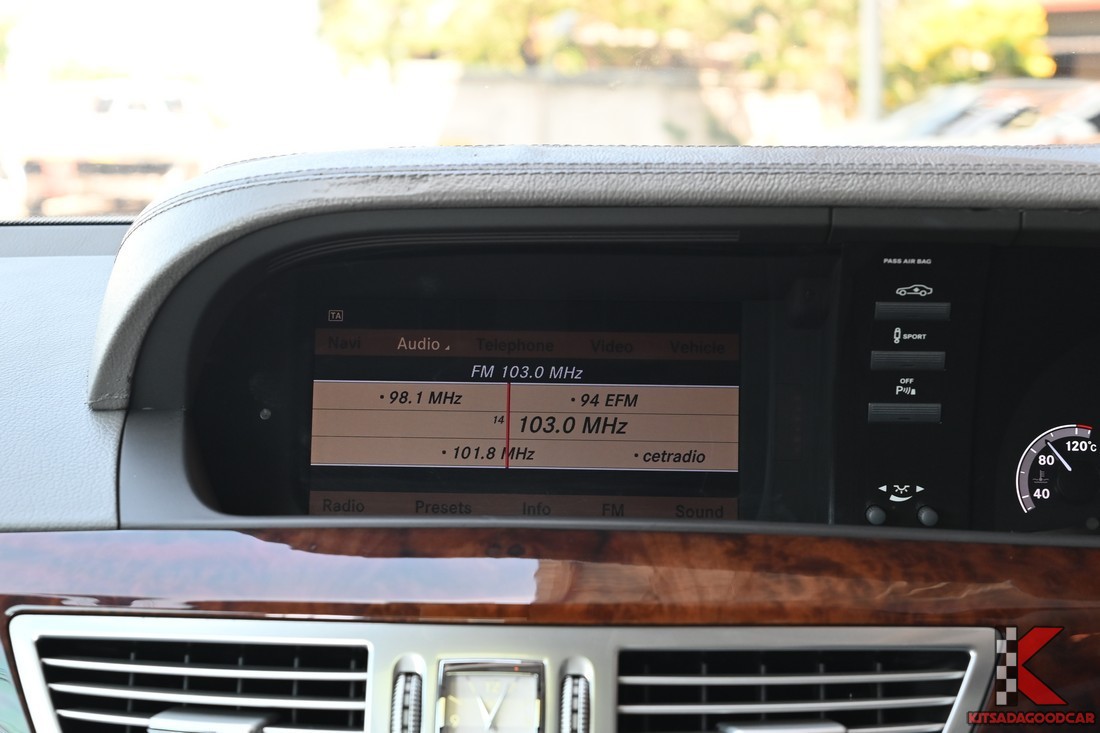 TA
Navi Audio Telephone Video Vehicle
FM 103.0 MHz
• 98.1 MHz • 94 EFM
14 103.0 MHz
• 101.8 MHz • cetradio
Radio Presets Info FM Sound
PASS AIR BAG
SPORT
OFF
P
120°C
80
40
12
K
KITSADAGOODCAR